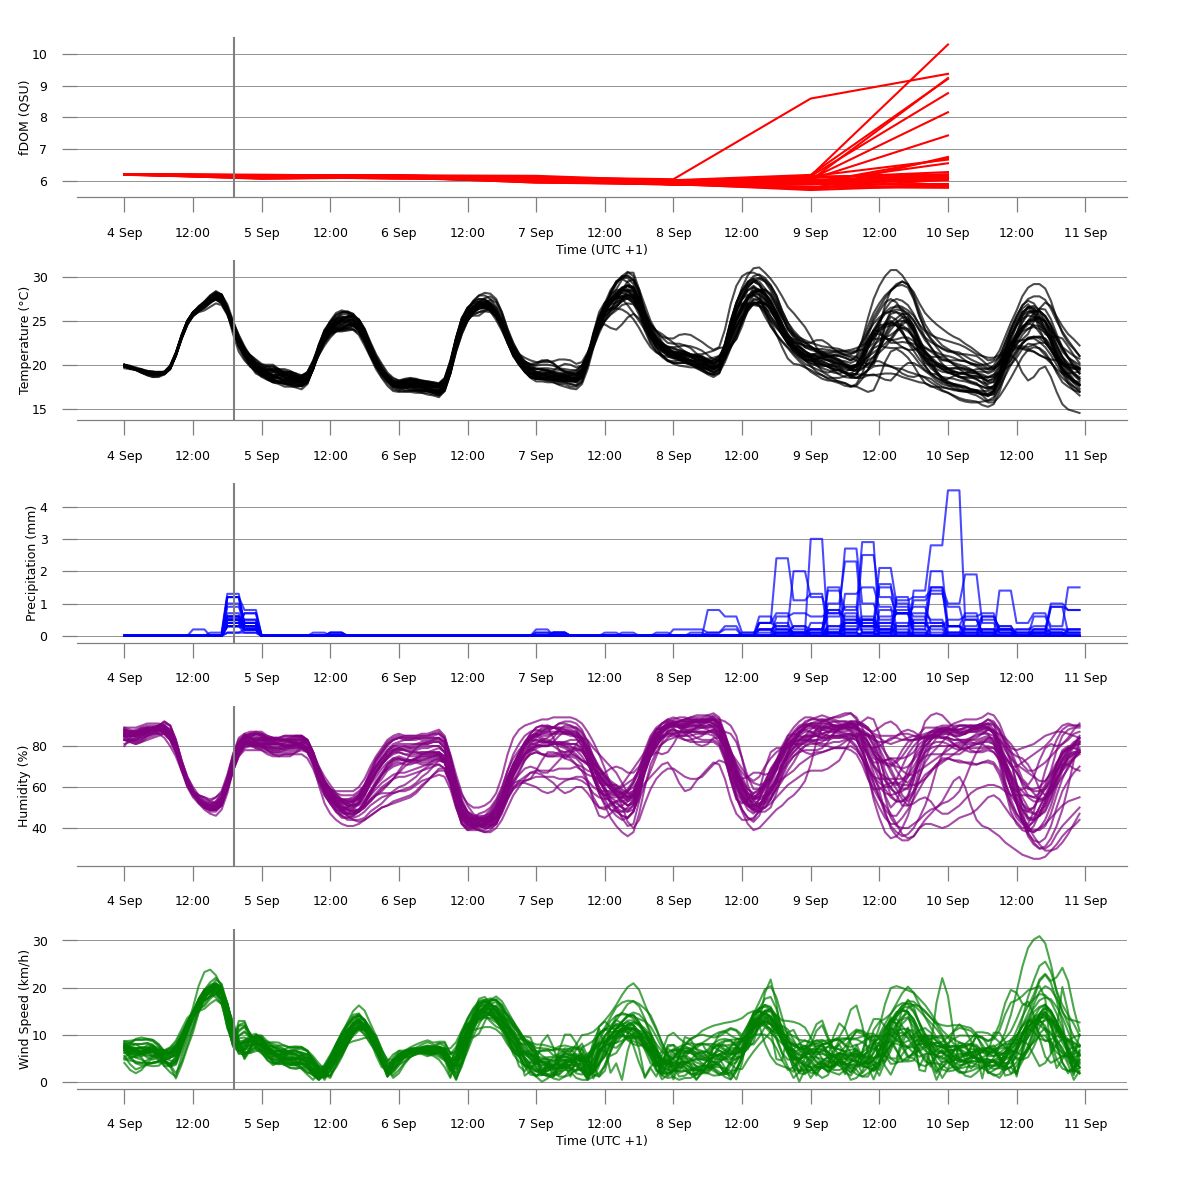 fDOM (QSU)
10
9
8
7
6
4 Sep 12:00 5 Sep 12:00 6 Sep 12:00 7 Sep 12:00 8 Sep 12:00 9 Sep 12:00 10 Sep 12:00 11 Sep
Time (UTC +1)
Temperature (°C)
30
25
20
15
4 Sep 12:00 5 Sep 12:00 6 Sep 12:00 7 Sep 12:00 8 Sep 12:00 9 Sep 12:00 10 Sep 12:00 11 Sep
Precipitation (mm)
4
3
2
1
0
4 Sep 12:00 5 Sep 12:00 6 Sep 12:00 7 Sep 12:00 8 Sep 12:00 9 Sep 12:00 10 Sep 12:00 11 Sep
Humidity (%)
80
60
40
4 Sep 12:00 5 Sep 12:00 6 Sep 12:00 7 Sep 12:00 8 Sep 12:00 9 Sep 12:00 10 Sep 12:00 11 Sep
Wind Speed (km/h)
30
20
10
0
4 Sep 12:00 5 Sep 12:00 6 Sep 12:00 7 Sep 12:00 8 Sep 12:00 9 Sep 12:00 10 Sep 12:00 11 Sep
Time (UTC +1)